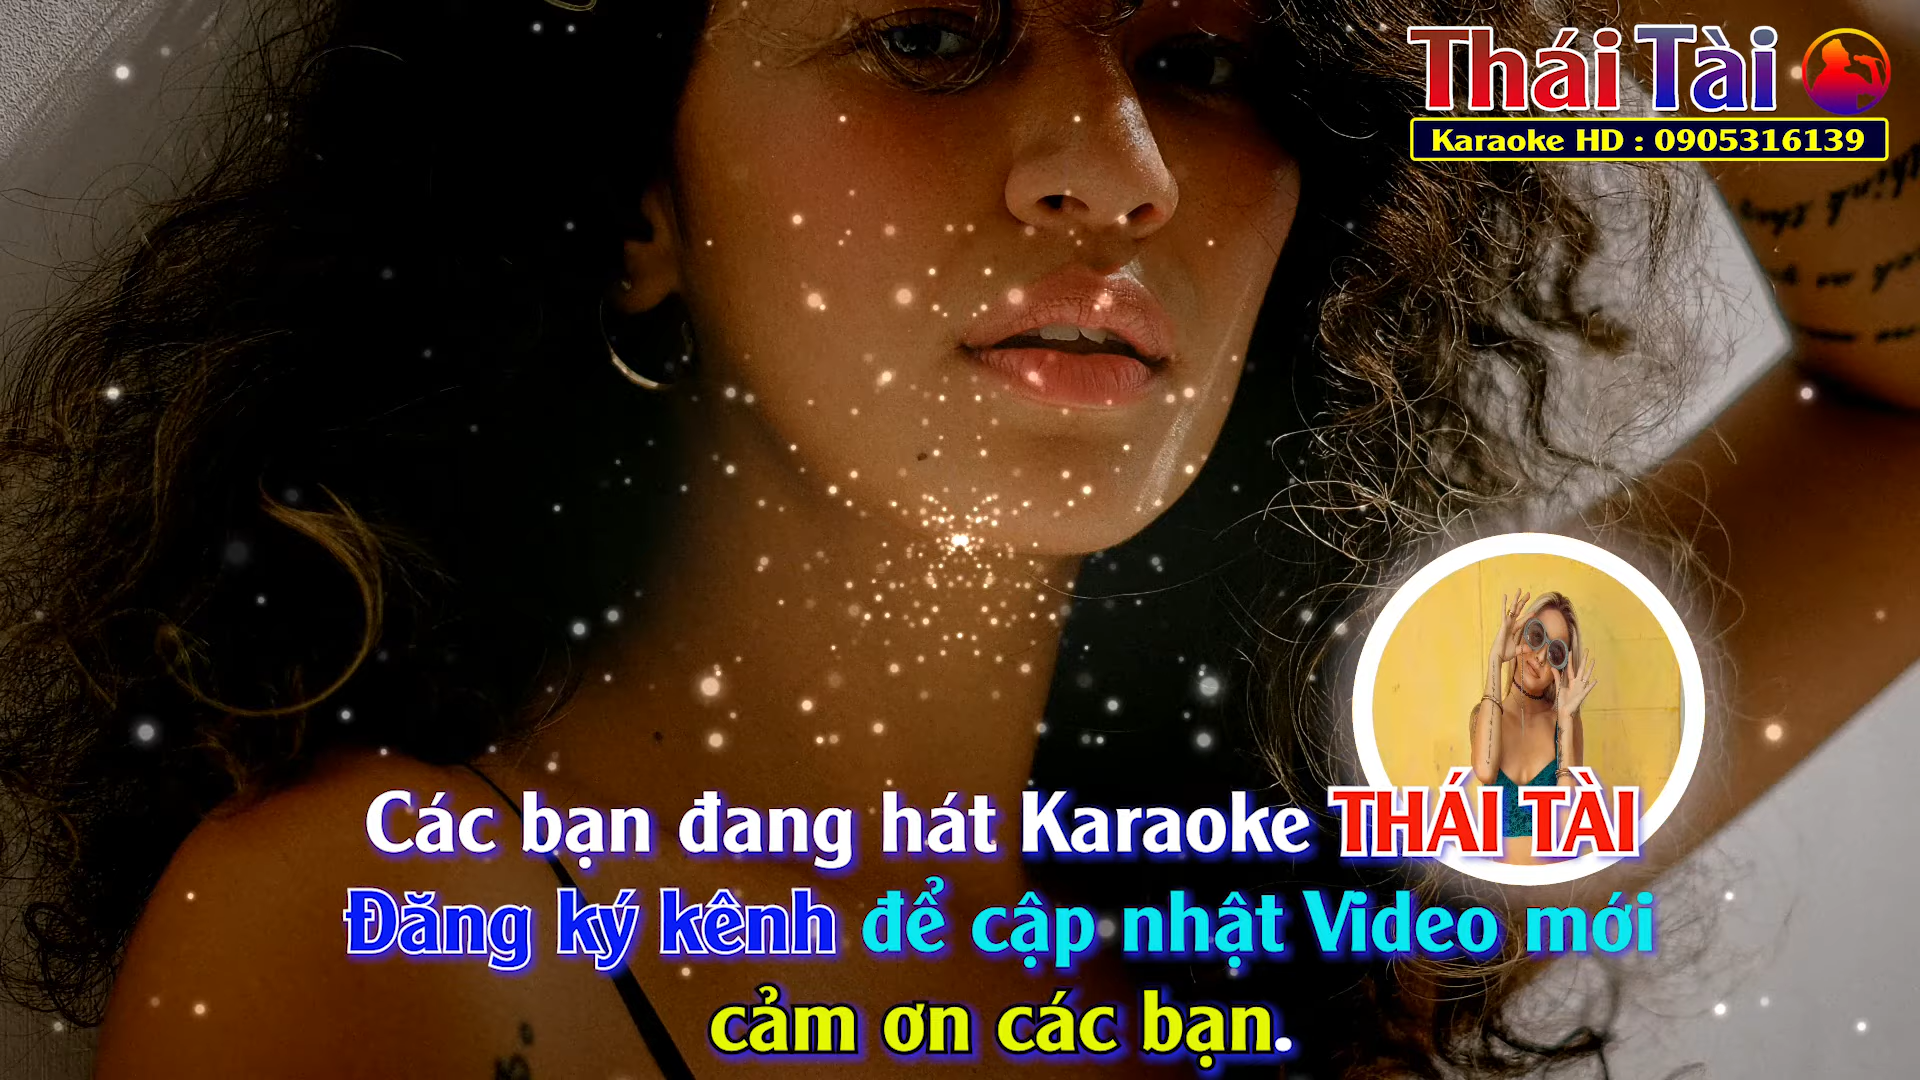 Thái Tài
Karaoke HD : 0905316139
Các bạn đang hát Karaoke THÁI TÀI
Đăng ký kênh để cập nhật Video mới
cảm ơn các bạn.